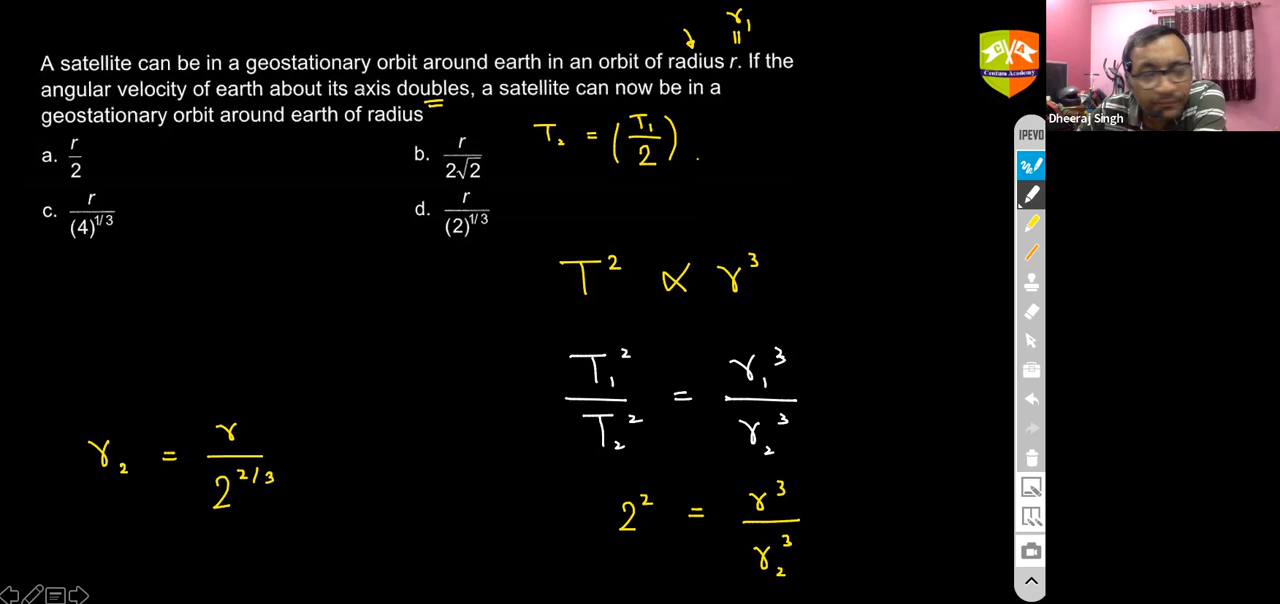 r₁
॥
A satellite can be in a geostationary orbit around earth in an orbit of radius r. If the
angular velocity of earth about its axis doubles, a satellite can now be in a
geostationary orbit around earth of radius
T₂ = (T₁/2).
a. r/2
b. r/2√2
c. r/(4)^1/3
d. r/(2)^1/3
T² ∝ r³
T₁²/T₂² = r₁³/r₂³
r₂ = r/2^2/3
2² = r³/r₂³
C A
Centum Academy
Dheeraj Singh
IPEVO